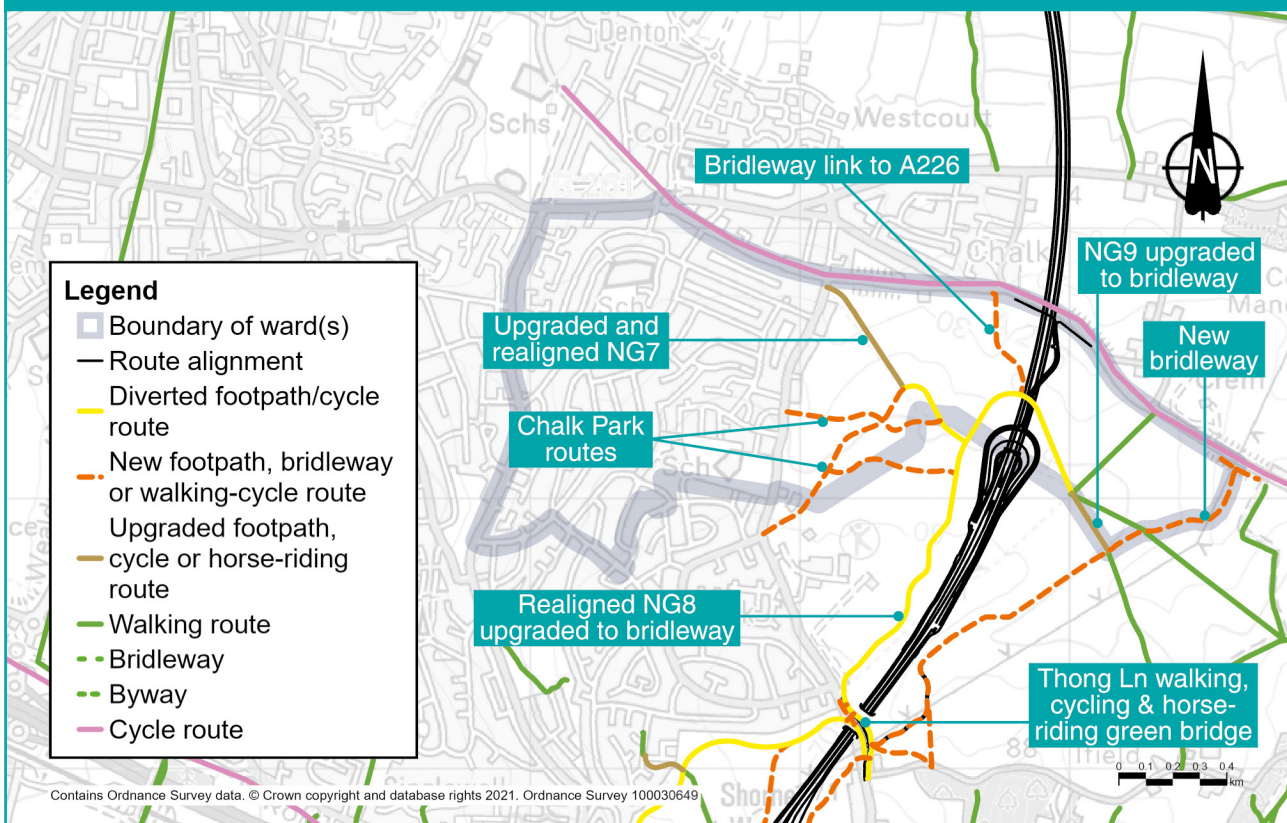 Denton
Schs
Coll
Westcourt
35
Bridleway link to A226
N
Chalk
NG9 upgraded
to bridleway
Legend
Boundary of ward(s)
Route alignment
Diverted footpath/cycle
route
New footpath, bridleway
or walking-cycle route
Upgraded footpath,
cycle or horse-riding
route
Walking route
Bridleway
Byway
Cycle route
Sch
Upgraded and
realigned NG7
30
New
bridleway
Crem
Chalk Park
routes
Sch
Realigned NG8
upgraded to bridleway
Thong Ln walking,
cycling & horse-
riding green bridge
0 0.1 0.2 0.3 0.4
km
Contains Ordnance Survey data. © Crown copyright and database rights 2021. Ordnance Survey 100030649